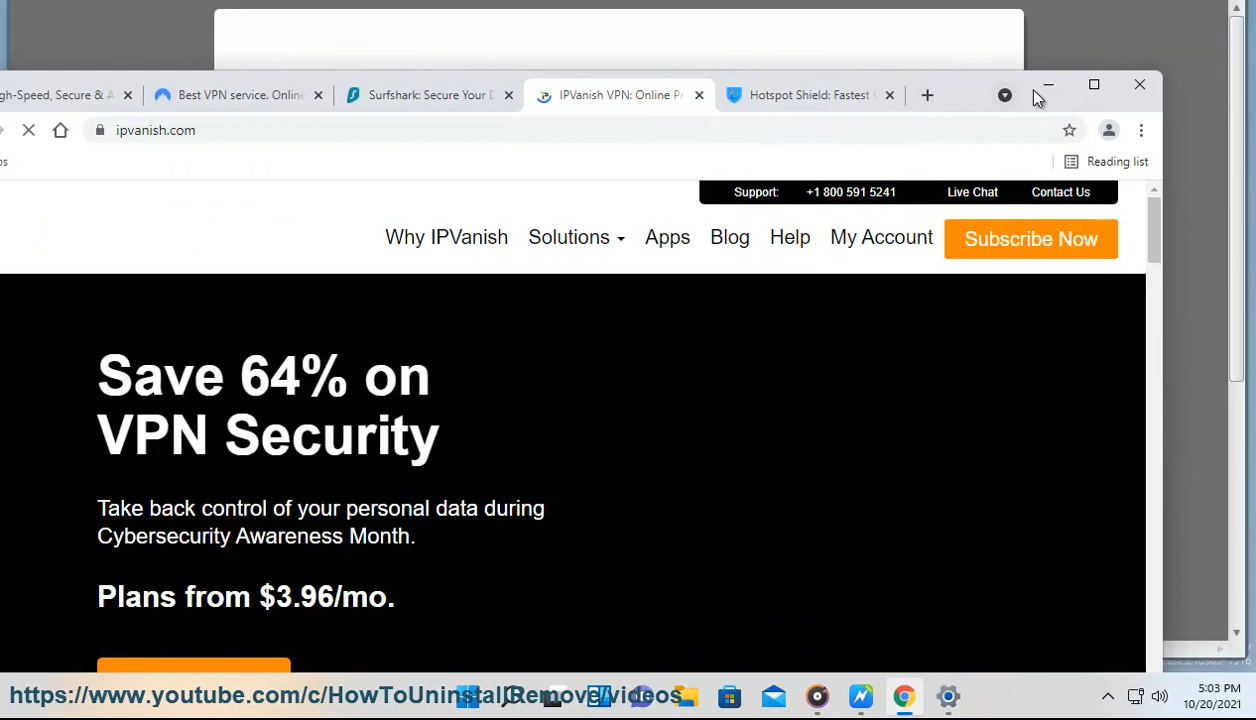 gh-Speed, Secure & A
Best VPN service. Online
Surfshark: Secure Your D
IPVanish VPN: Online Pr
Hotspot Shield: Fastest
ipvanish.com
os
Reading list
Support: +1 800 591 5241 Live Chat Contact Us
Why IPVanish Solutions Apps Blog Help My Account Subscribe Now
Save 64% on
VPN Security
Take back control of your personal data during
Cybersecurity Awareness Month.
Plans from $3.96/mo.
https://www.youtube.com/c/HowToUninstallRemove/videos
5:03 PM
10/20/2021